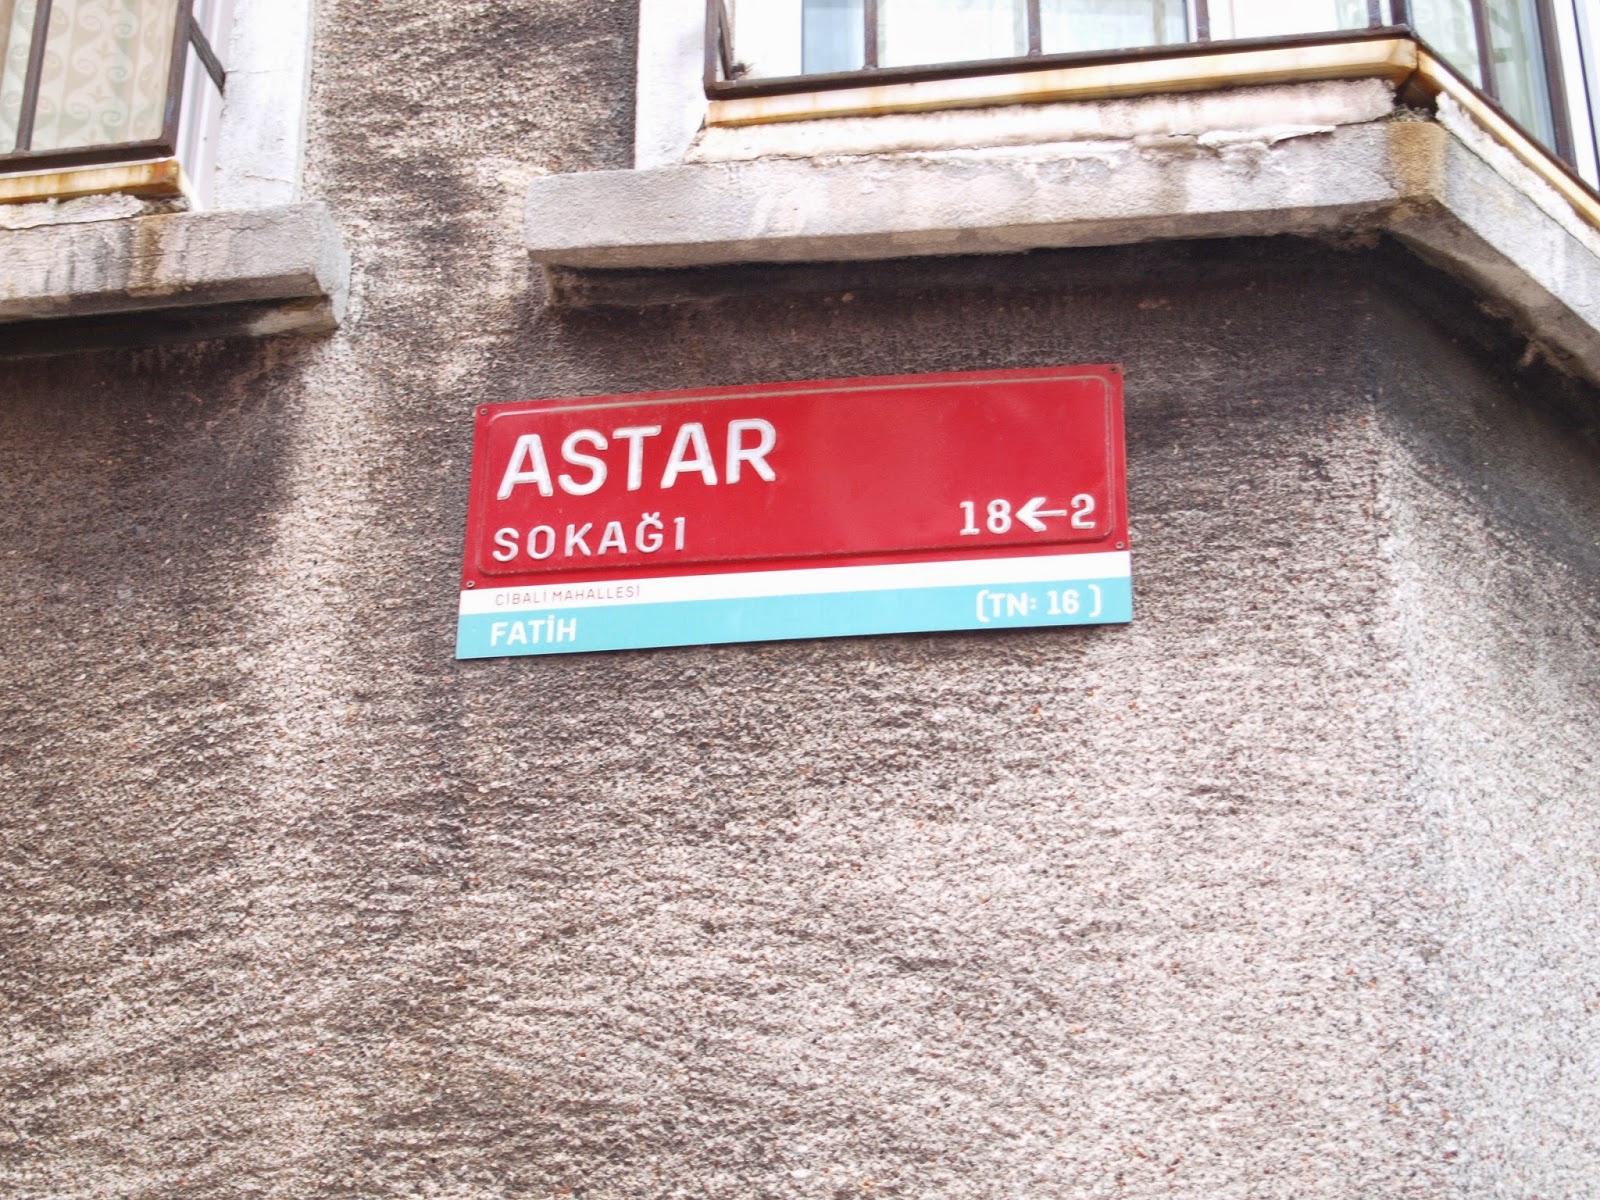 ASTAR
SOKAĞI 18←2
CİBALİ MAHALLESİ
FATİH (TN: 16 )